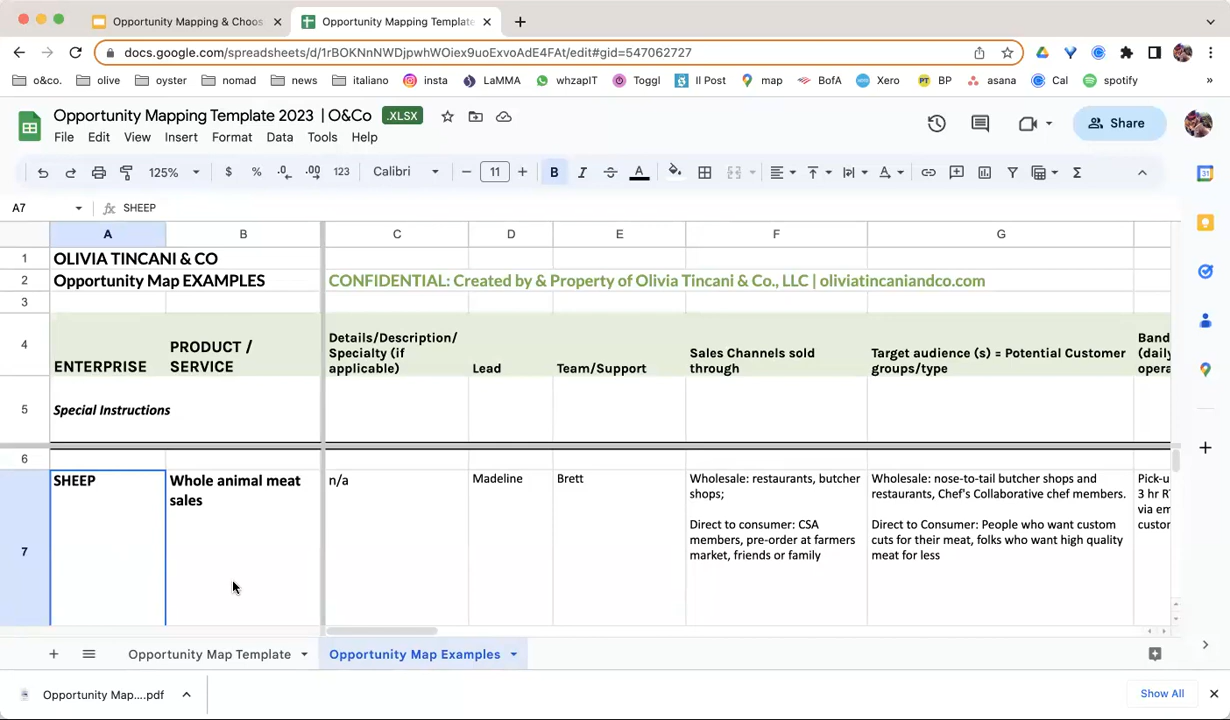 Opportunity Mapping & Choos
Opportunity Mapping Template
docs.google.com/spreadsheets/d/1rBOKNnNWDjpwhWOiex9uoExvoAdE4FAt/edit#gid=547062727
o&co. olive oyster nomad news italiano insta LaMMA whzapIT Toggl Il Post map BofA Xero BP asana Cal spotify »
Opportunity Mapping Template 2023 | O&Co .XLSX
File Edit View Insert Format Data Tools Help
Share
125% $ % .0 .00 123 Calibri 11 B I A
A7 fx SHEEP
A B C D E F G
1 OLIVIA TINCANI & CO
2 Opportunity Map EXAMPLES CONFIDENTIAL: Created by & Property of Olivia Tincani & Co., LLC | oliviatincaniandco.com
3
4
ENTERPRISE
PRODUCT /
SERVICE
Details/Description/
Specialty (if
applicable)
Lead
Team/Support
Sales Channels sold
through
Target audience (s) = Potential Customer
groups/type
Band
(daily
opera
5 Special Instructions
6
7
SHEEP
Whole animal meat
sales
n/a
Madeline
Brett
Wholesale: restaurants, butcher
shops;
Direct to consumer: CSA
members, pre-order at farmers
market, friends or family
Wholesale: nose-to-tail butcher shops and
restaurants, Chef's Collaborative chef members.
Direct to Consumer: People who want custom
cuts for their meat, folks who want high quality
meat for less
Pick-u
3 hr R
via em
custor
Opportunity Map Template Opportunity Map Examples
Opportunity Map....pdf
Show All